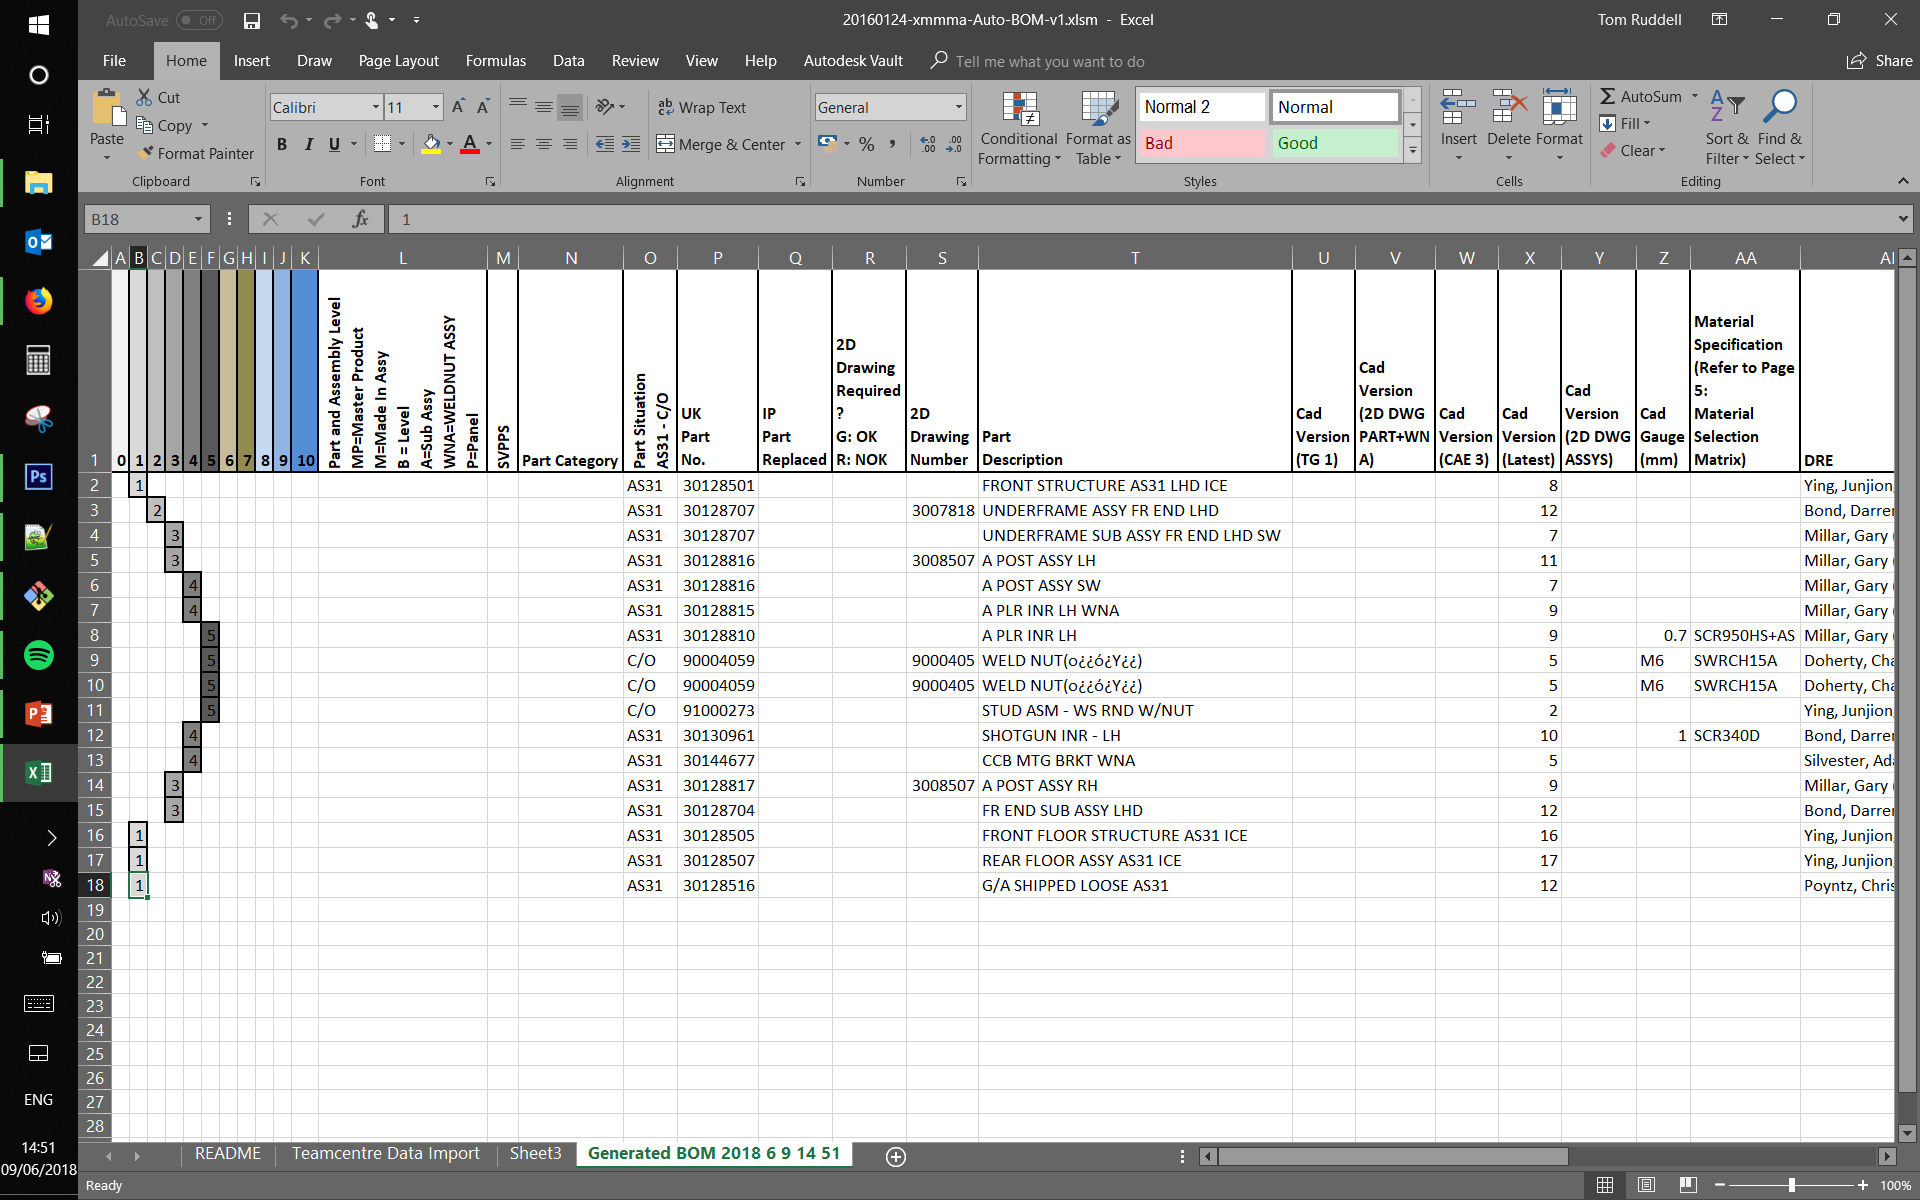 AutoSave Off
20160124-xmmma-Auto-BOM-v1.xlsm - Excel
Tom Ruddell
File Home Insert Draw Page Layout Formulas Data Review View Help Autodesk Vault Tell me what you want to do Share
Paste
Cut
Copy
Format Painter
Clipboard
Calibri 11
B I U
Font
Wrap Text
Merge & Center
Alignment
General
Number
Conditional Formatting
Format as Table
Normal 2 Normal
Bad Good
Styles
Insert Delete Format
Cells
AutoSum
Fill
Clear
Sort & Filter
Find & Select
Editing
B18 fx 1
A B C D E F G H I J K L M N O P Q R S T U V W X Y Z AA
1 0 1 2 3 4 5 6 7 8 9 10
Part and Assembly Level
MP=Master Product
M=Made In Assy
B = Level
A=Sub Assy
WNA=WELDNUT ASSY
P=Panel
SVPPS
Part Category
Part Situation
AS31 - C/O
UK
Part
No.
IP
Part
Replaced
2D
Drawing
Required
?
G: OK
R: NOK
2D
Drawing
Number
Part
Description
Cad
Version
(TG 1)
Cad
Version
(2D DWG
PART+WN
A)
Cad
Version
(CAE 3)
Cad
Version
(Latest)
Cad
Version
(2D DWG
ASSYS)
Cad
Gauge
(mm)
Material
Specification
(Refer to Page
5:
Material
Selection
Matrix)
DRE
2 1 AS31 30128501 FRONT STRUCTURE AS31 LHD ICE 8 Ying, Junjion,
3 2 AS31 30128707 3007818 UNDERFRAME ASSY FR END LHD 12 Bond, Darren
4 3 AS31 30128707 UNDERFRAME SUB ASSY FR END LHD SW 7 Millar, Gary (
5 3 AS31 30128816 3008507 A POST ASSY LH 11 Millar, Gary (
6 4 AS31 30128816 A POST ASSY SW 7 Millar, Gary (
7 4 AS31 30128815 A PLR INR LH WNA 9 Millar, Gary (
8 5 AS31 30128810 A PLR INR LH 9 0.7 SCR950HS+AS Millar, Gary (
9 5 C/O 90004059 9000405 WELD NUT(o¿¿ó¿Y¿¿) 5 M6 SWRCH15A Doherty, Cha
10 5 C/O 90004059 9000405 WELD NUT(o¿¿ó¿Y¿¿) 5 M6 SWRCH15A Doherty, Cha
11 5 C/O 91000273 STUD ASM - WS RND W/NUT 2 Ying, Junjion,
12 4 AS31 30130961 SHOTGUN INR - LH 10 1 SCR340D Bond, Darren
13 4 AS31 30144677 CCB MTG BRKT WNA 5 Silvester, Ada
14 3 AS31 30128817 3008507 A POST ASSY RH 9 Millar, Gary (
15 3 AS31 30128704 FR END SUB ASSY LHD 12 Bond, Darren
16 1 AS31 30128505 FRONT FLOOR STRUCTURE AS31 ICE 16 Ying, Junjion,
17 1 AS31 30128507 REAR FLOOR ASSY AS31 ICE 17 Ying, Junjion,
18 1 AS31 30128516 G/A SHIPPED LOOSE AS31 12 Poyntz, Chris
19
20
21
22
23
24
25
26
27
28
README Teamcentre Data Import Sheet3 Generated BOM 2018 6 9 14 51
Ready 100%
ENG
14:51
09/06/2018